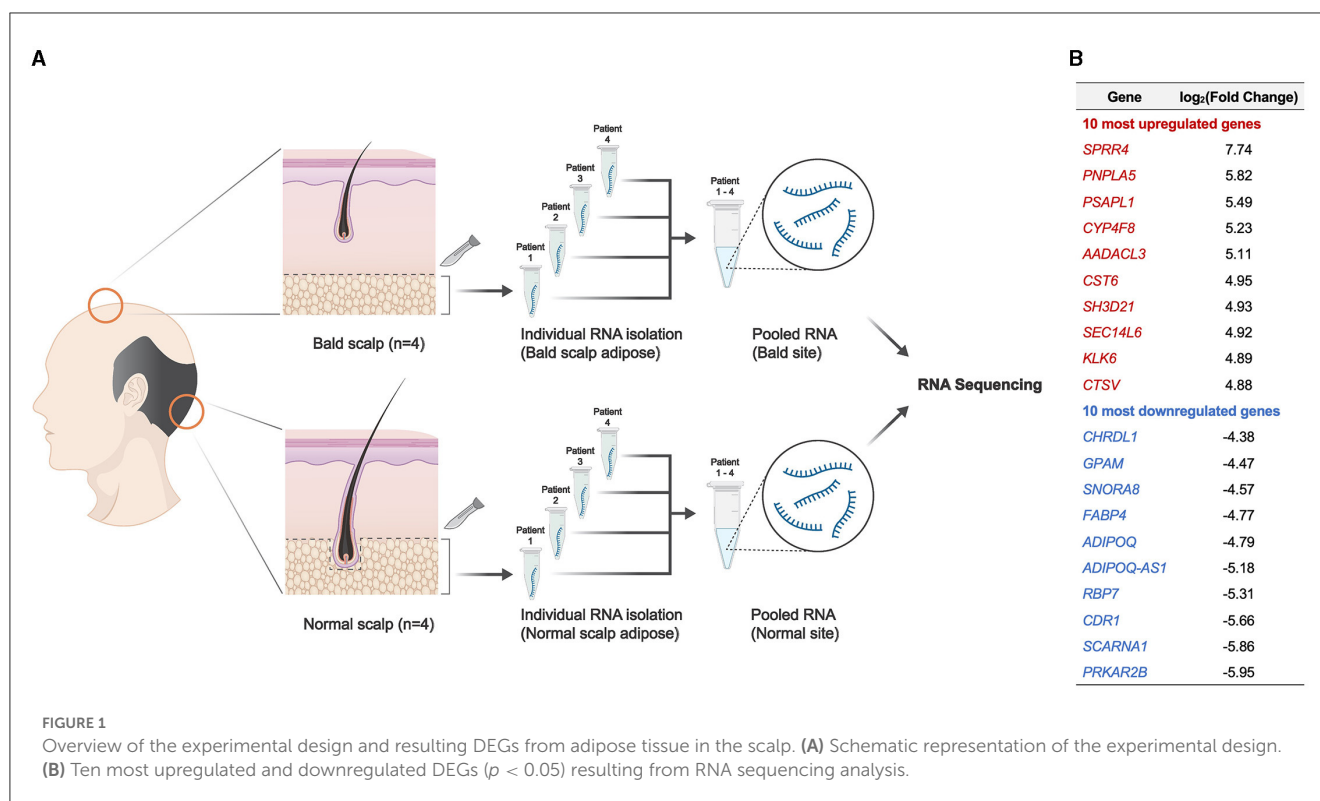 A
Patient
4
Patient
3
Patient
2
Patient
1
Patient
1 - 4
Bald scalp (n=4)
Individual RNA isolation
(Bald scalp adipose)
Pooled RNA
(Bald site)
RNA Sequencing
Patient
4
Patient
3
Patient
2
Patient
1
Patient
1 - 4
Normal scalp (n=4)
Individual RNA isolation
(Normal scalp adipose)
Pooled RNA
(Normal site)
B
Gene log₂(Fold Change)
10 most upregulated genes
SPRR4 7.74
PNPLA5 5.82
PSAPL1 5.49
CYP4F8 5.23
AADACL3 5.11
CST6 4.95
SH3D21 4.93
SEC14L6 4.92
KLK6 4.89
CTSV 4.88
10 most downregulated genes
CHRDL1 -4.38
GPAM -4.47
SNORA8 -4.57
FABP4 -4.77
ADIPOQ -4.79
ADIPOQ-AS1 -5.18
RBP7 -5.31
CDR1 -5.66
SCARNA1 -5.86
PRKAR2B -5.95
FIGURE 1
Overview of the experimental design and resulting DEGs from adipose tissue in the scalp. (A) Schematic representation of the experimental design.
(B) Ten most upregulated and downregulated DEGs (p < 0.05) resulting from RNA sequencing analysis.